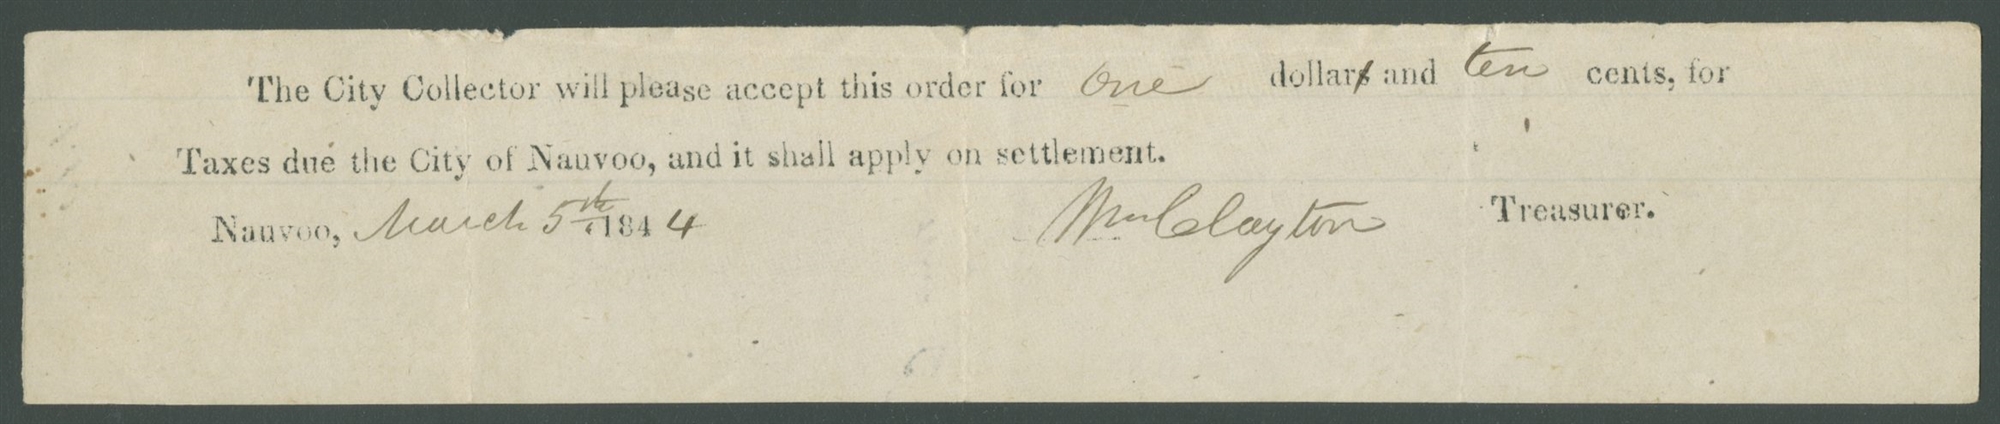 The City Collector will please accept this order for one dollar and ten cents, for
Taxes due the City of Nauvoo, and it shall apply on settlement.
Nauvoo, March 5th 1844 Wm Clayton Treasurer.